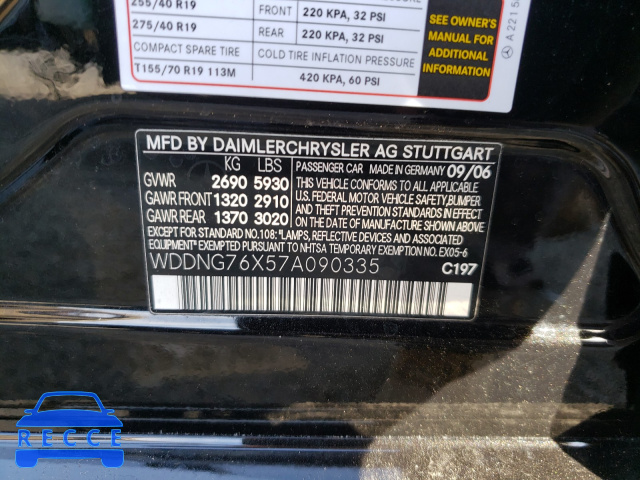 255/40 R19 FRONT 220 KPA, 32 PSI
275/40 R19 REAR 220 KPA, 32 PSI
COMPACT SPARE TIRE COLD TIRE INFLATION PRESSURE
T155/70 R19 113M 420 KPA, 60 PSI
SEE OWNER'S
MANUAL FOR
ADDITIONAL
INFORMATION
A 221 5
MFD BY DAIMLERCHRYSLER AG STUTTGART
KG LBS PASSENGER CAR MADE IN GERMANY 09/06
GVWR 2690 5930 THIS VEHICLE CONFORMS TO ALL APPLICABLE
GAWR FRONT 1320 2910 U.S. FEDERAL MOTOR VEHICLE SAFETY, BUMPER
GAWR REAR 1370 3020 AND THEFT PREVENTION STANDARDS IN EFFECT
ON THE DATE OF MANUFACTURE SHOWN ABOVE,
EXCEPT FOR STANDARD NO. 108: "LAMPS, REFLECTIVE DEVICES, AND ASSOCIATED
EQUIPMENT" EXEMPTED PURSUANT TO NHTSA TEMPORARY EXEMPTION NO. EX05-6
WDDNG76X57A090335 C197
RECCE